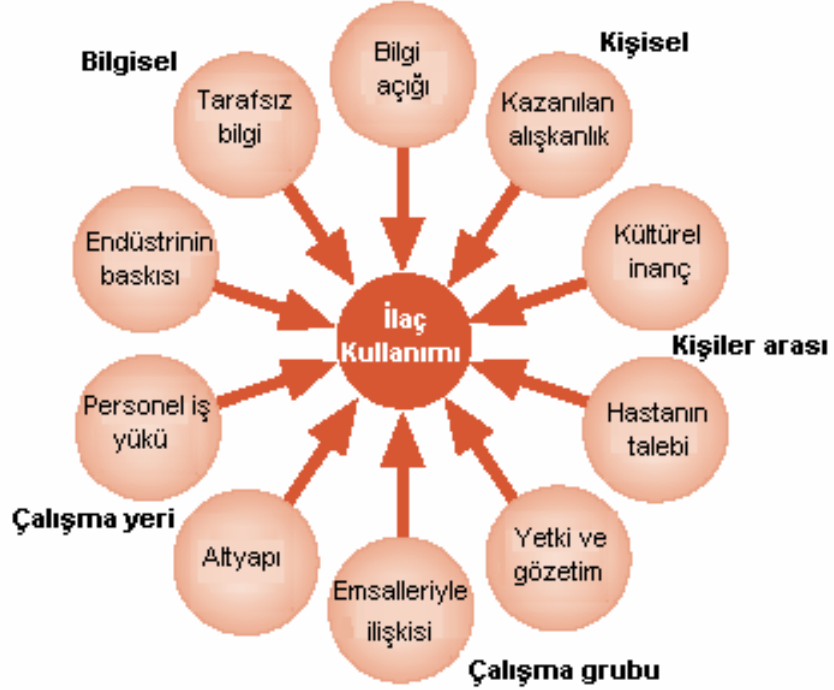 Bilgisel
Bilgi
açığı
Kişisel
Tarafsız
bilgi
Kazanılan
alışkanlık
Endüstrinin
baskısı
Kültürel
inanç
İlaç
Kullanımı
Kişiler arası
Personel iş
yükü
Hastanın
talebi
Çalışma yeri
Altyapı
Yetki ve
gözetim
Emsalleriyle
ilişkisi
Çalışma grubu